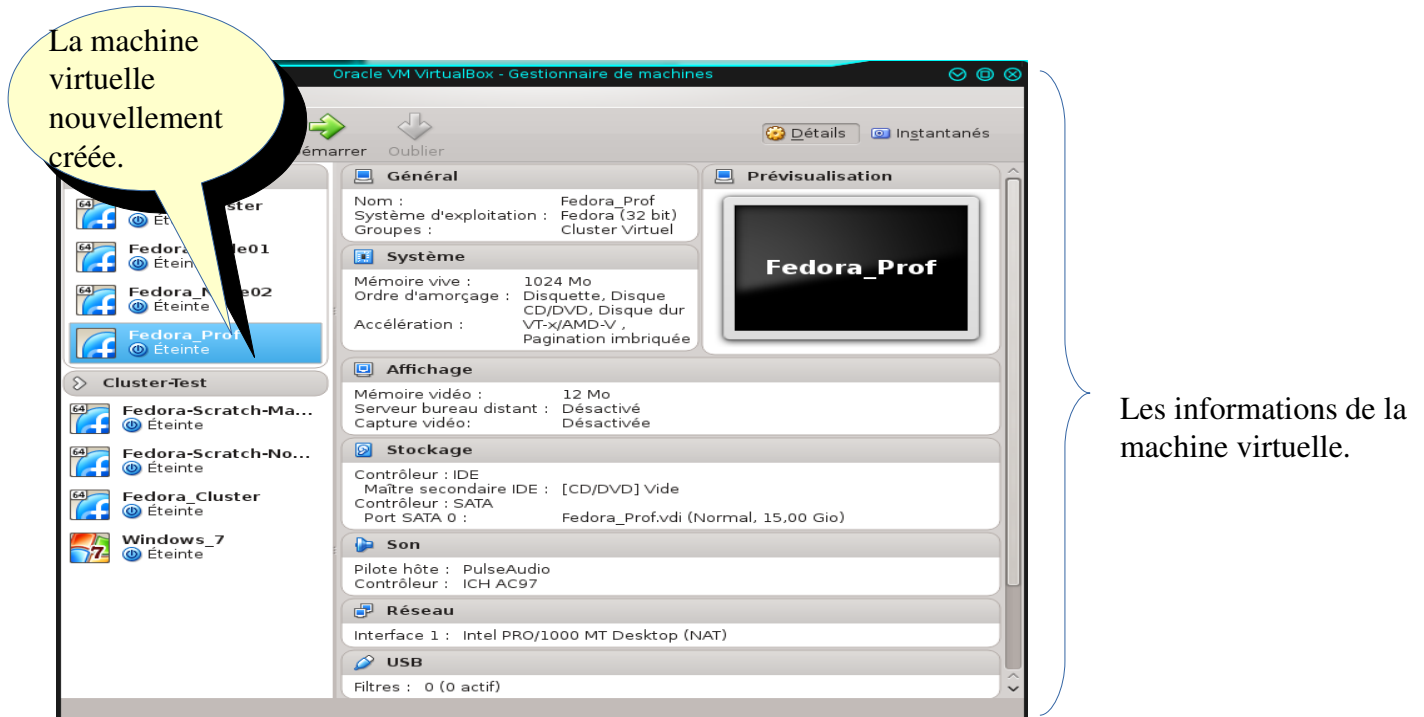 La machine
virtuelle
nouvellement
créée.
Oracle VM VirtualBox - Gestionnaire de machines
Oublier
Détails
Instantanés
64
Éteinte
64
Éteinte
64
Éteinte
Fedora_Prof
Éteinte
Cluster-Test
64
Fedora-Scratch-Ma...
Éteinte
64
Fedora-Scratch-No...
Éteinte
64
Fedora_Cluster
Éteinte
Windows_7
Éteinte
Général
Nom : Fedora_Prof
Système d'exploitation : Fedora (32 bit)
Groupes : Cluster Virtuel
Prévisualisation
Fedora_Prof
Système
Mémoire vive : 1024 Mo
Ordre d'amorçage : Disquette, Disque
CD/DVD, Disque dur
Accélération : VT-x/AMD-V ,
Pagination imbriquée
Affichage
Mémoire vidéo : 12 Mo
Serveur bureau distant : Désactivé
Capture vidéo: Désactivée
Stockage
Contrôleur : IDE
Maître secondaire IDE : [CD/DVD] Vide
Contrôleur : SATA
Port SATA 0 : Fedora_Prof.vdi (Normal, 15,00 Gio)
Son
Pilote hôte : PulseAudio
Contrôleur : ICH AC97
Réseau
Interface 1 : Intel PRO/1000 MT Desktop (NAT)
USB
Filtres : 0 (0 actif)
Les informations de la
machine virtuelle.